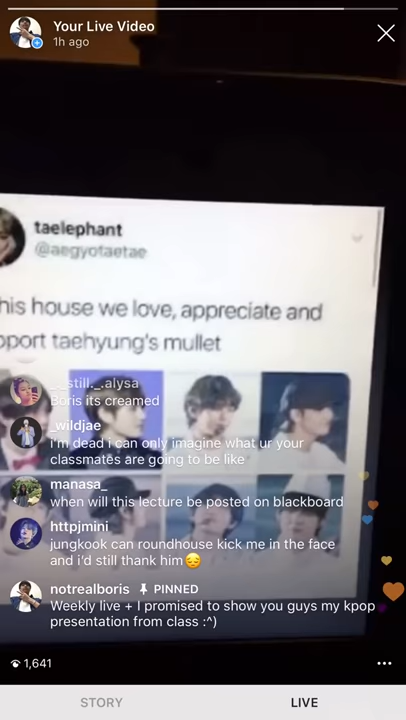 Your Live Video
1h ago
taelephant
@aegyotaetae
his house we love, appreciate and
pport taehyung's mullet
still._.alysa
Boris its creamed
_wildjae
i'm dead i can only imagine what ur your
classmates are going to be like
manasa_
when will this lecture be posted on blackboard
httpjmini
jungkook can roundhouse kick me in the face
and i'd still thank him😔
notrealboris PINNED
Weekly live + I promised to show you guys my kpop
presentation from class :^)
1,641
STORY LIVE